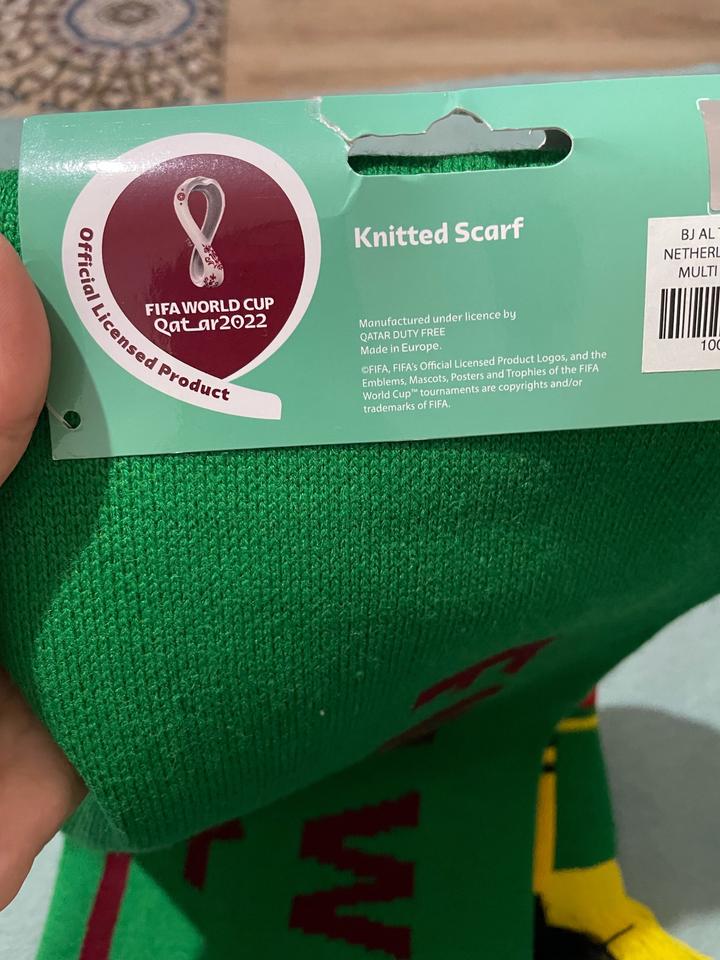 Official Licensed Product
FIFA WORLD CUP
Qatar2022
Knitted Scarf
Manufactured under licence by
QATAR DUTY FREE
Made in Europe.
©FIFA, FIFA's Official Licensed Product Logos, and the
Emblems, Mascots, Posters and Trophies of the FIFA
World Cup™ tournaments are copyrights and/or
trademarks of FIFA.
BJ AL
MULTI
W